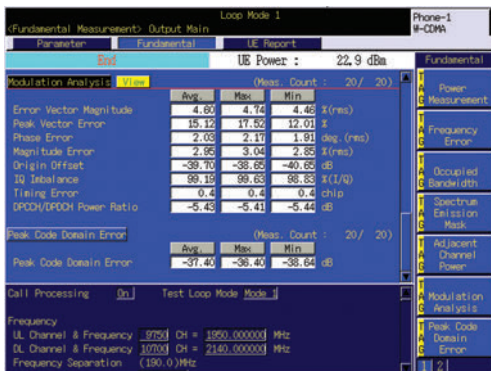 Loop Mode 1
Phone-1
<Fundamental Measurement> Output Main
W-CDMA
Parameter Fundamental UE Report
End UE Power : 22.9 dBm Fundamental
Modulation Analysis View (Meas. Count : 20/ 20)
Avg. Max Min
Error Vector Magnitude 4.60 4.74 4.46 %(rms)
Peak Vector Error 15.12 17.52 12.01 %
Phase Error 2.03 2.17 1.91 deg.(rms)
Magnitude Error 2.95 3.04 2.85 %(rms)
Origin Offset -39.70 -38.65 -40.65 dB
IQ Imbalance 99.19 99.63 98.83 %(I/Q)
Timing Error 0.4 0.4 0.4 chip
DPCCH/DPDCH Power Ratio -5.43 -5.41 -5.44 dB
Peak Code Domain Error (Meas. Count : 20/ 20)
Avg. Max Min
Peak Code Domain Error -37.40 -36.40 -38.64 dB
Call Processing On Test Loop Mode Mode 1
Frequency
UL Channel & Frequency 9750 CH = 1950.000000 MHz
DL Channel & Frequency 10700 CH = 2140.000000 MHz
Frequency Separation (190.0)MHz
TAG Power Measurement
TAG Frequency Error
TAG Occupied Bandwidth
TAG Spectrum Emission Mask
TAG Adjacent Channel Power
TAG Modulation Analysis
TAG Peak Code Domain Error
1 2